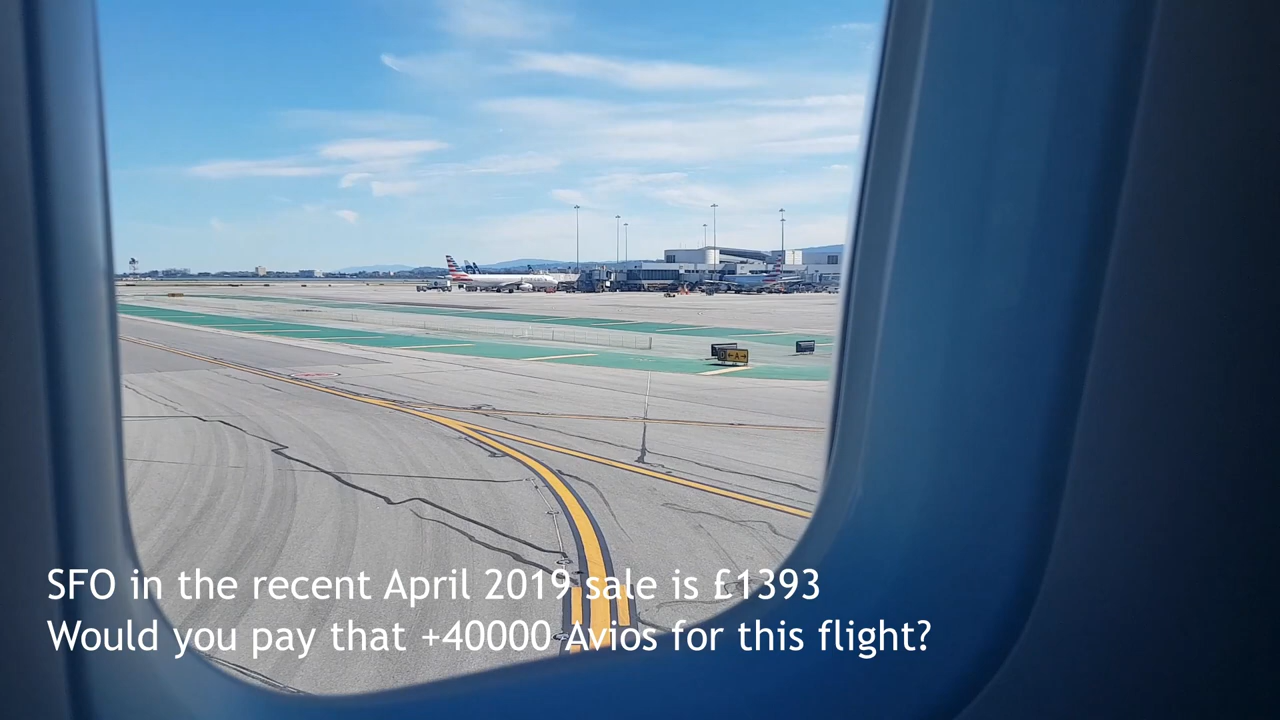 SFO in the recent April 2019 sale is £1393
Would you pay that +40000 Avios for this flight?